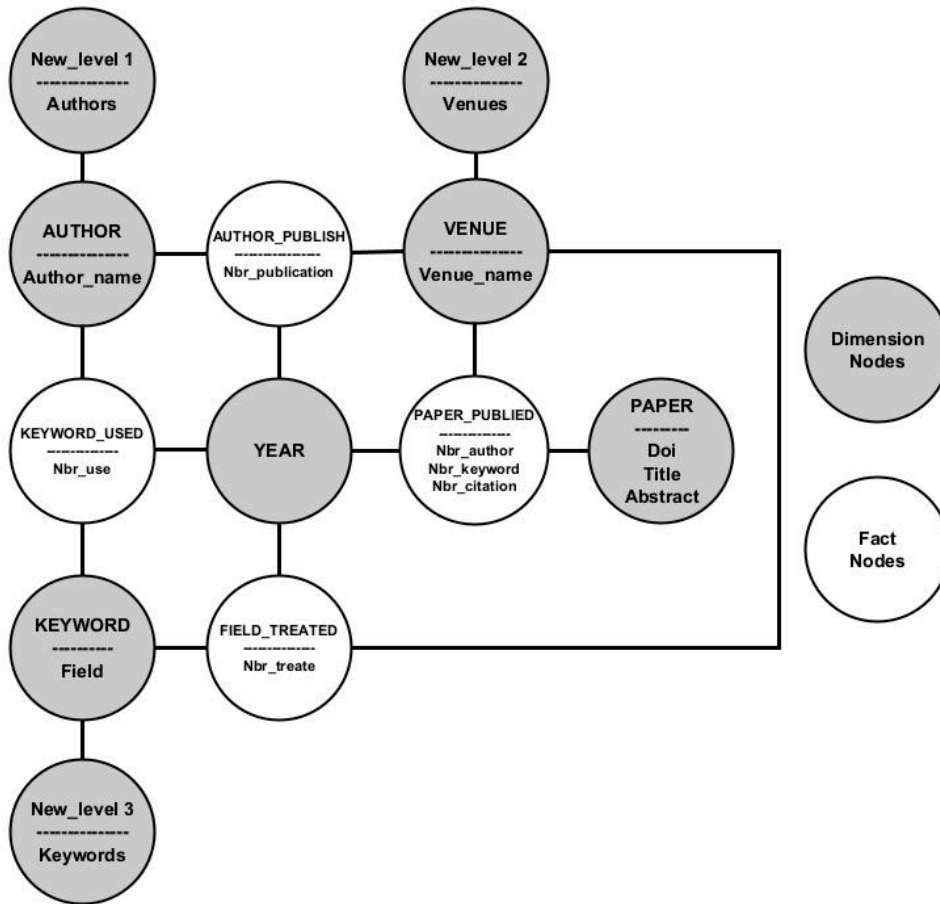 New_level 1
---------------
Authors
New_level 2
---------------
Venues
AUTHOR
---------------
Author_name
AUTHOR_PUBLISH
-----------------
Nbr_publication
VENUE
---------------
Venue_name
Dimension
Nodes
KEYWORD_USED
---------------
Nbr_use
YEAR
PAPER_PUBLIED
---------------
Nbr_author
Nbr_keyword
Nbr_citation
PAPER
---------
Doi
Title
Abstract
Fact
Nodes
KEYWORD
----------
Field
FIELD_TREATED
---------------
Nbr_treate
New_level 3
---------------
Keywords